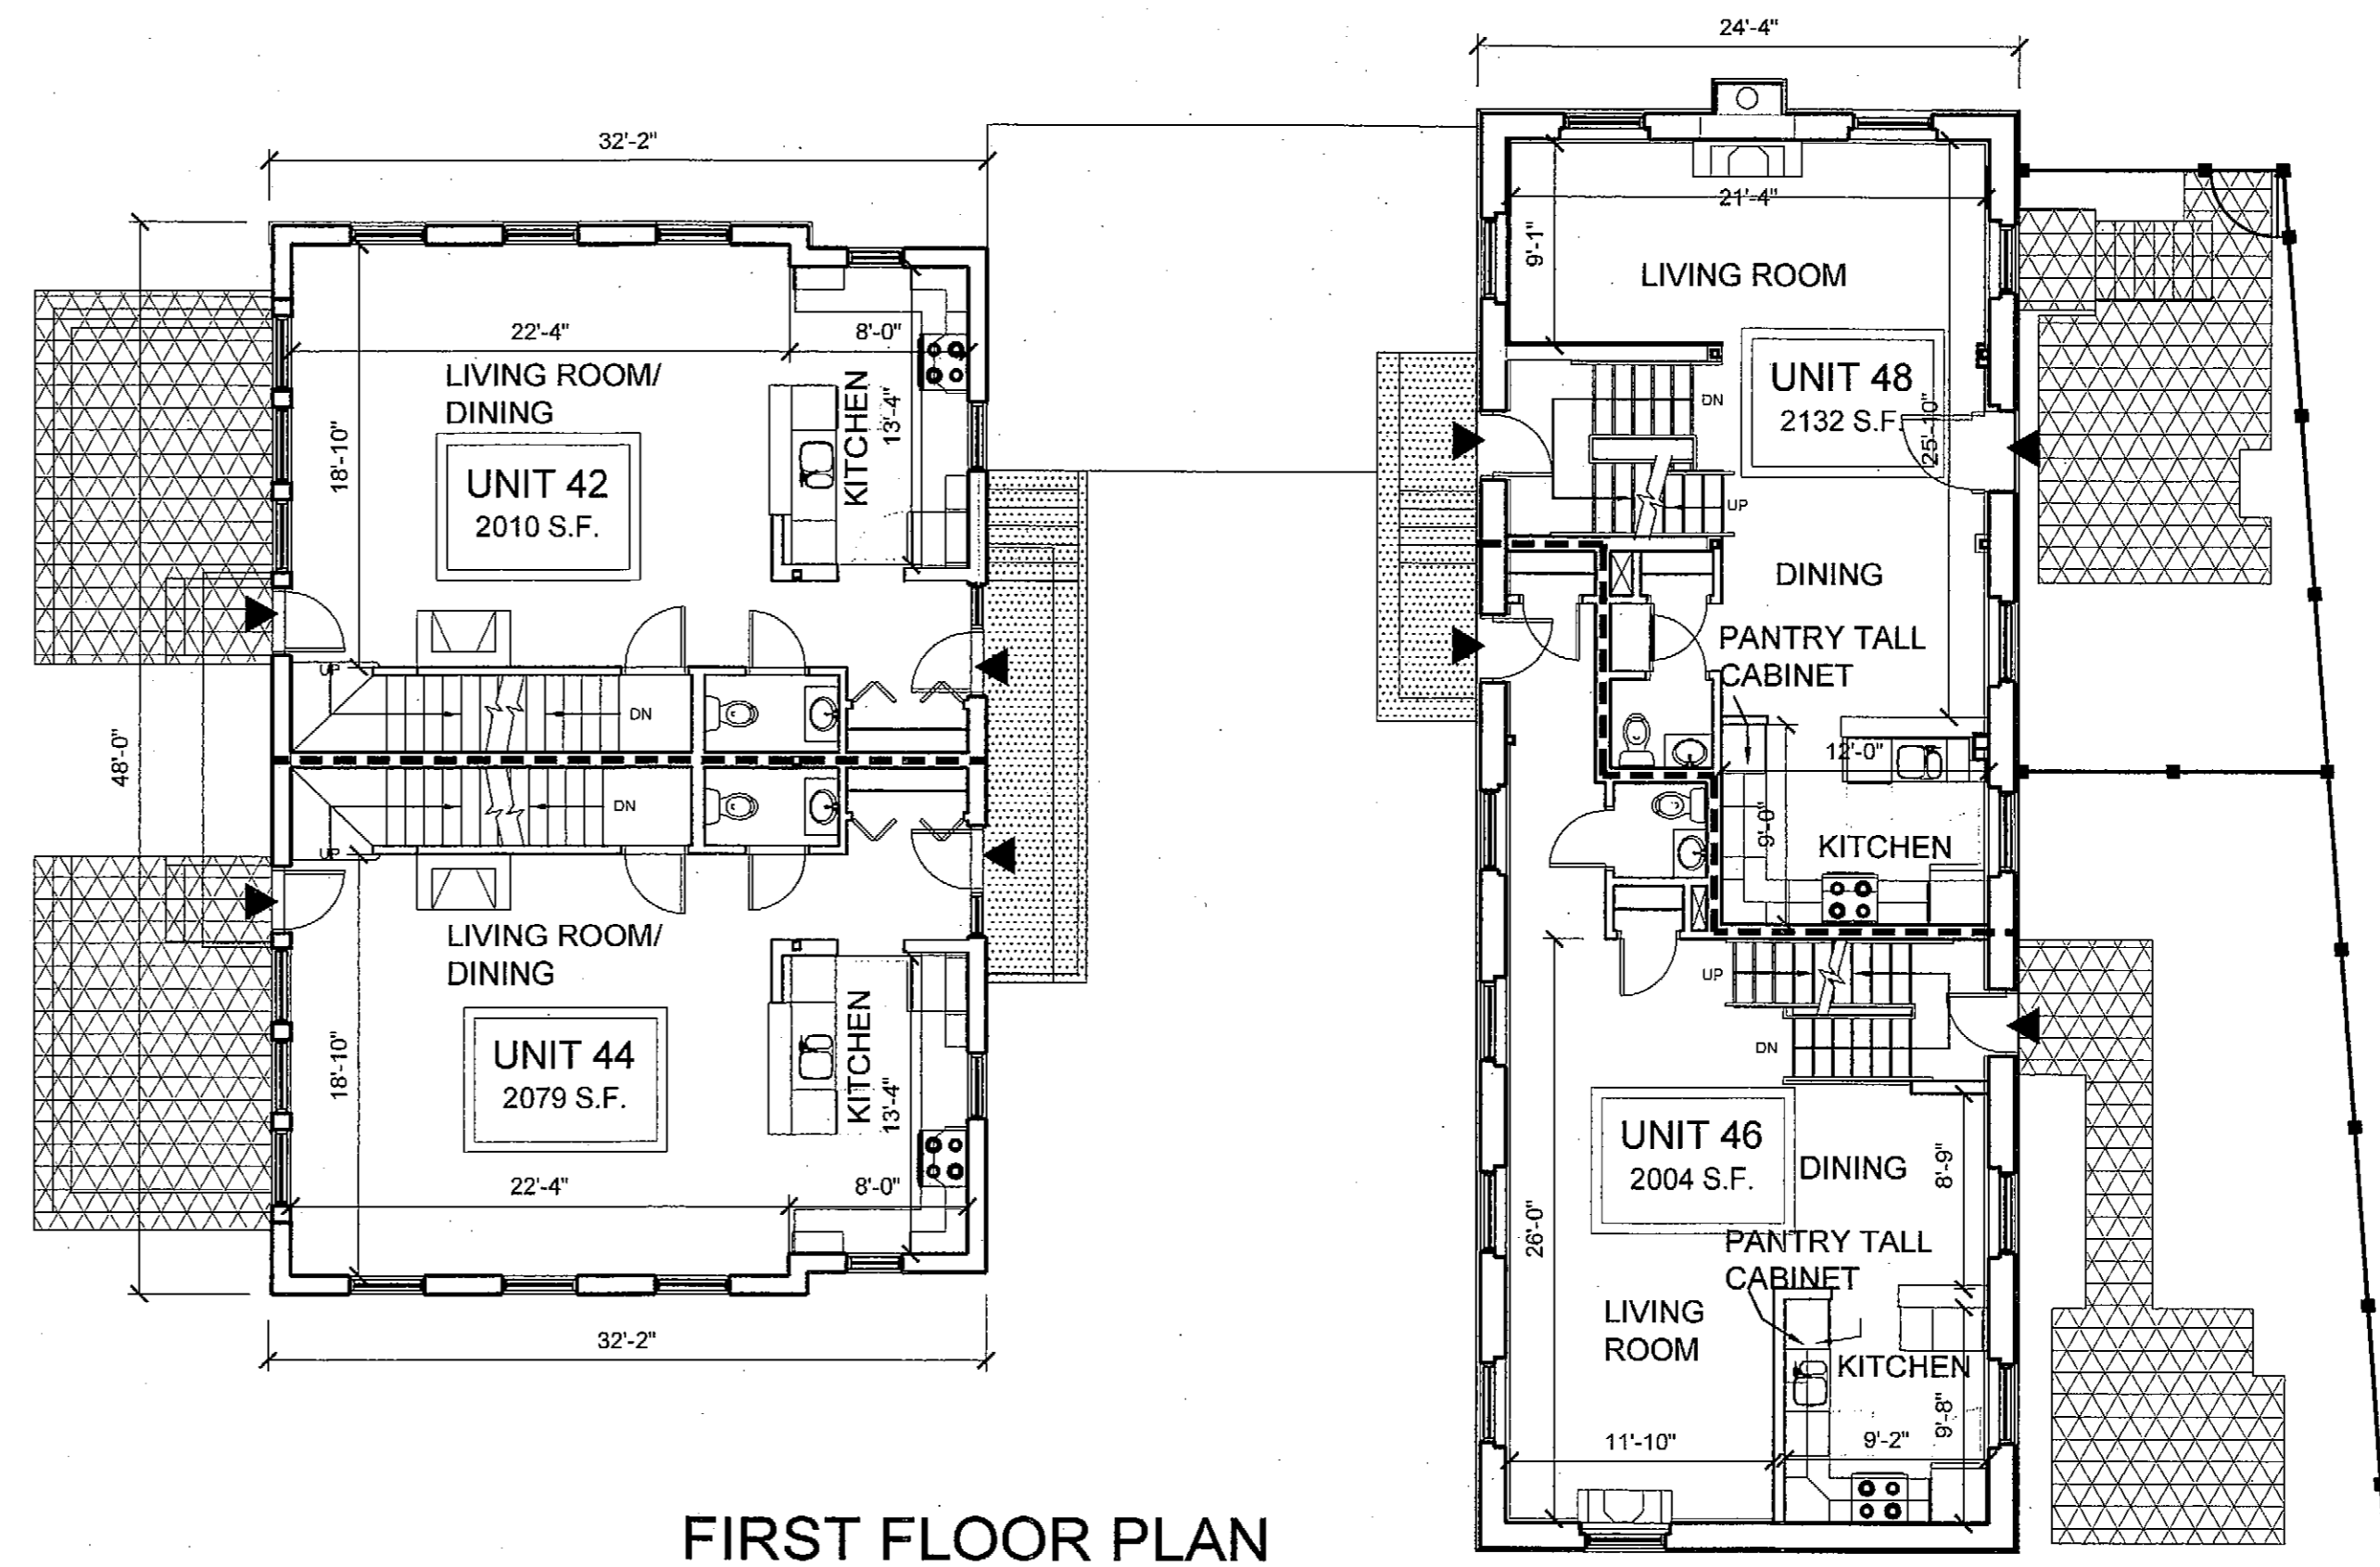 24'-4"
32'-2"
21'-4"
9'-1"
LIVING ROOM
22'-4"
8'-0"
LIVING ROOM/
DINING
KITCHEN
13'-4"
18'-10"
UNIT 42
2010 S.F.
UNIT 48
2132 S.F.
25'-10"
DN
UP
DINING
PANTRY TALL
CABINET
UP
DN
48'-0"
12'-0"
DN
UP
9'-0"
KITCHEN
LIVING ROOM/
DINING
UP
DN
KITCHEN
13'-4"
18'-10"
UNIT 44
2079 S.F.
22'-4"
8'-0"
UNIT 46
2004 S.F.
DINING
8'-9"
26'-0"
PANTRY TALL
CABINET
LIVING
ROOM
KITCHEN
32'-2"
11'-10"
9'-2"
9'-8"
FIRST FLOOR PLAN